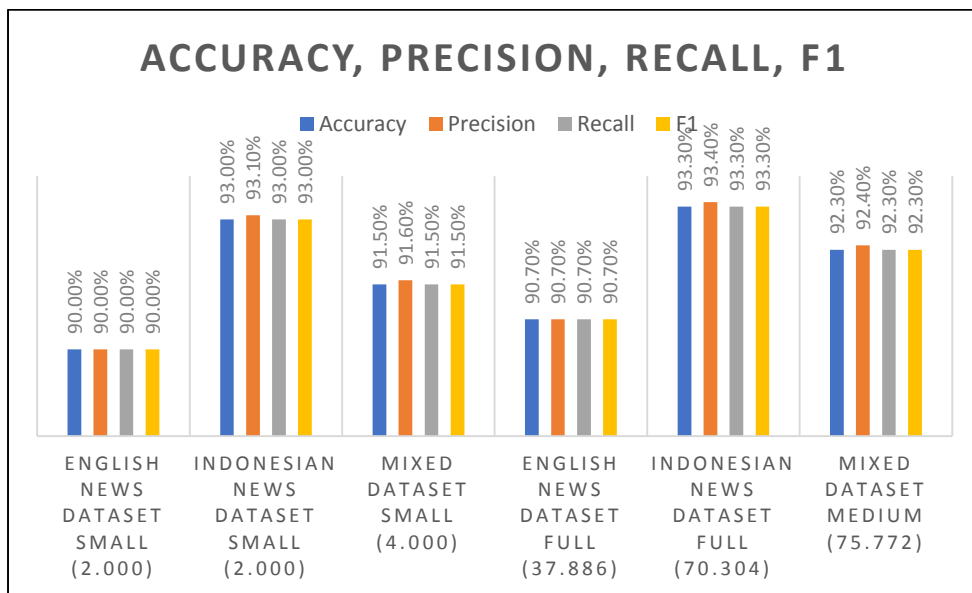 ACCURACY, PRECISION, RECALL, F1
Accuracy Precision Recall F1
90.00% 90.00% 90.00% 90.00%
93.00% 93.10% 93.00% 93.00%
91.50% 91.60% 91.50% 91.50%
90.70% 90.70% 90.70% 90.70%
93.30% 93.40% 93.30% 93.30%
92.30% 92.40% 92.30% 92.30%
ENGLISH
NEWS
DATASET
SMALL
(2.000)
INDONESIAN
NEWS
DATASET
SMALL
(2.000)
MIXED
DATASET
SMALL
(4.000)
ENGLISH
NEWS
DATASET
FULL
(37.886)
INDONESIAN
NEWS
DATASET
FULL
(70.304)
MIXED
DATASET
MEDIUM
(75.772)